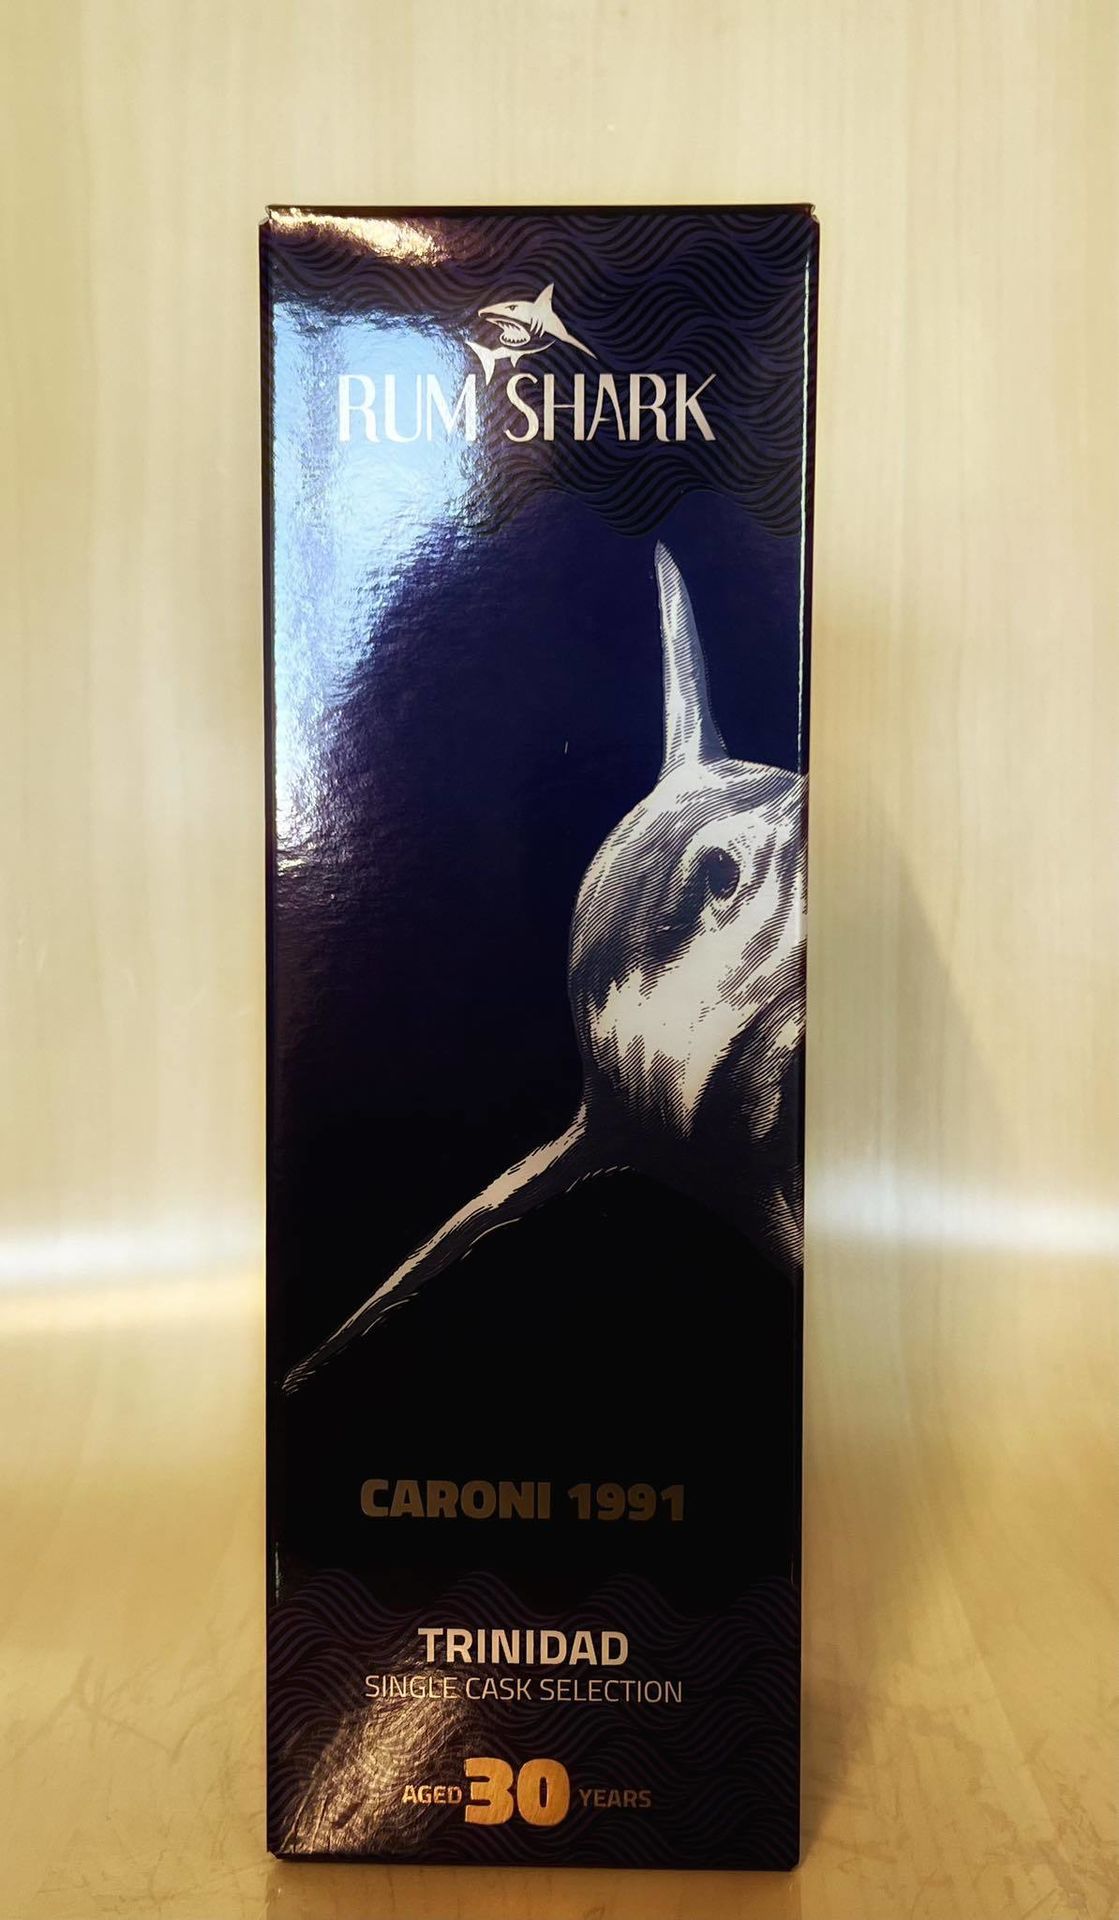 RUM SHARK
CARONI 1991
TRINIDAD
SINGLE CASK SELECTION
AGED 30 YEARS